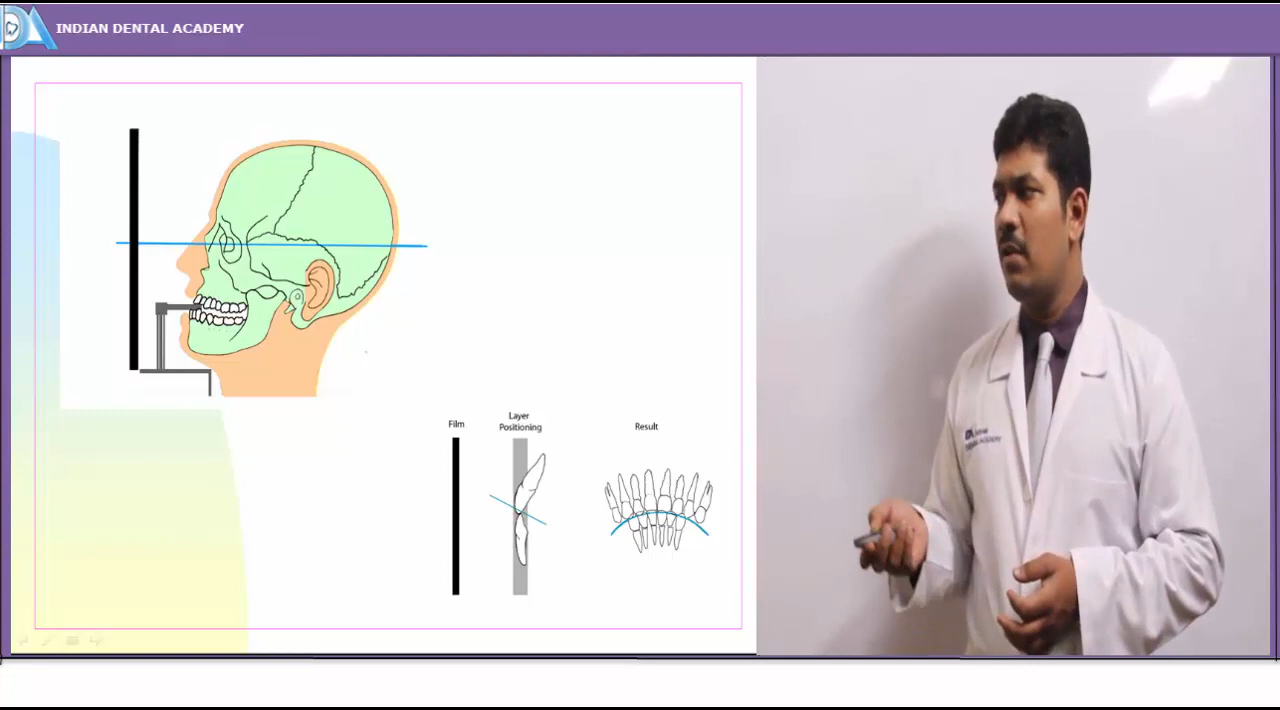 INDIAN DENTAL ACADEMY
Film
Layer
Positioning
Result